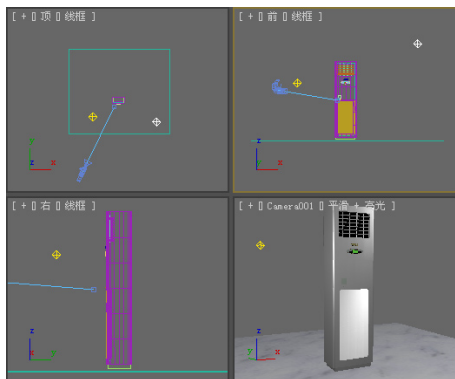 [ + ][ 顶 ][ 线框 ]
[ + ][ 前 ][ 线框 ]
y
z
x
z
x
[ + ][ 右 ][ 线框 ]
[ + ][ Camera001 ][ 平滑 + 高光 ]
z
x
y
z
y
x